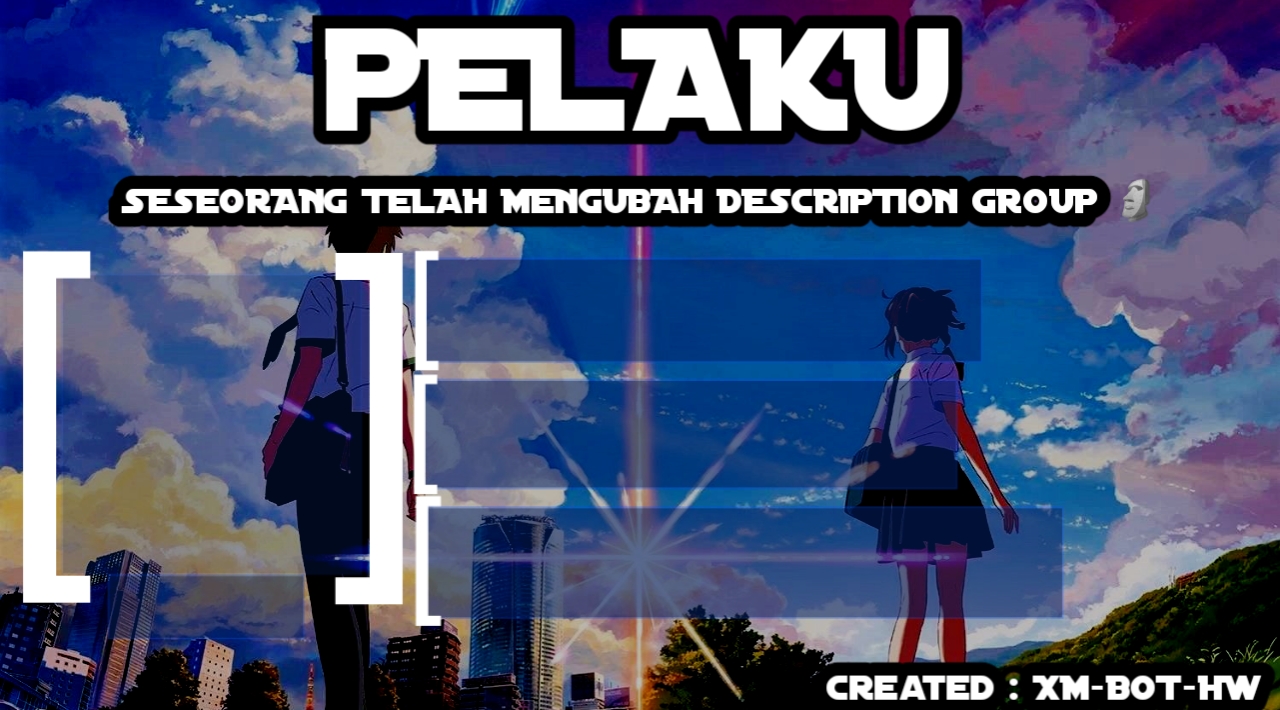 PELAKU
SESEORANG TELAH MENGUBAH DESCRIPTION GROUP 🗿
CREATED : XM-BOT-HW